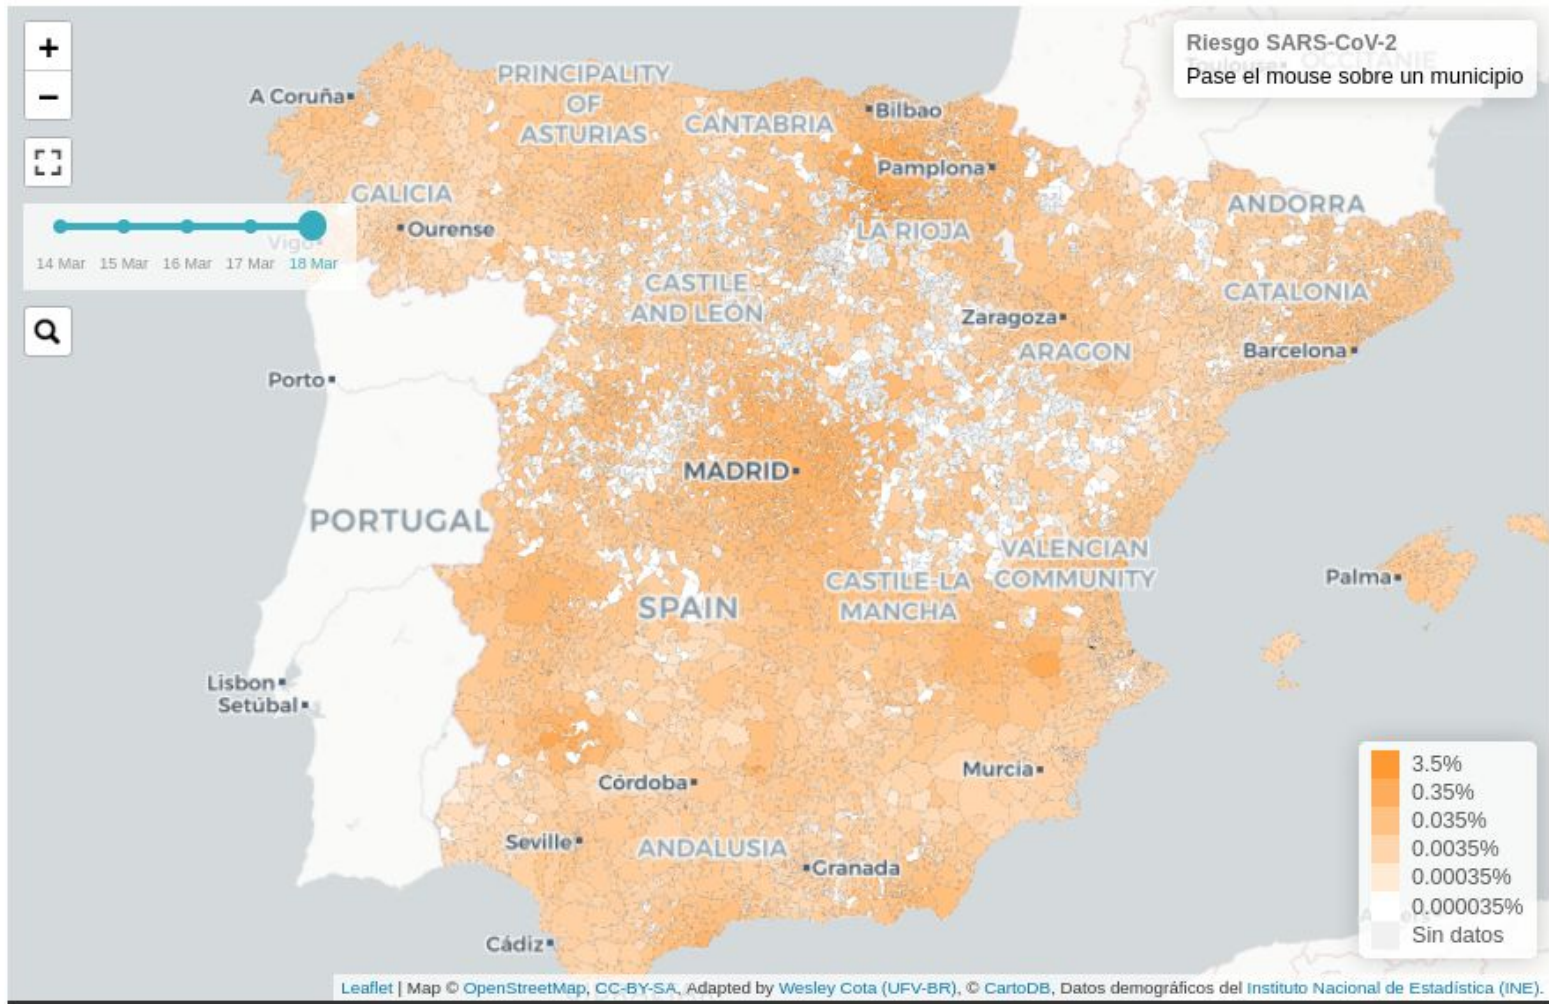 +
−
14 Mar 15 Mar 16 Mar 17 Mar 18 Mar
Riesgo SARS-CoV-2
Pase el mouse sobre un municipio
OCCITANIE
Toulouse
A Coruña
PRINCIPALITY
OF
ASTURIAS
CANTABRIA
Bilbao
Pamplona
GALICIA
Ourense
Vigo
LA RIOJA
ANDORRA
CASTILE
AND LEÓN
CATALONIA
Zaragoza
ARAGON
Barcelona
Porto
MADRID
PORTUGAL
VALENCIAN
COMMUNITY
CASTILE-LA
MANCHA
SPAIN
Palma
Lisbon
Setúbal
Córdoba
Murcia
Seville
ANDALUSIA
Granada
Cádiz
3.5%
0.35%
0.035%
0.0035%
0.00035%
0.000035%
Sin datos
Leaflet | Map © OpenStreetMap, CC-BY-SA, Adapted by Wesley Cota (UFV-BR), © CartoDB, Datos demográficos del Instituto Nacional de Estadística (INE).